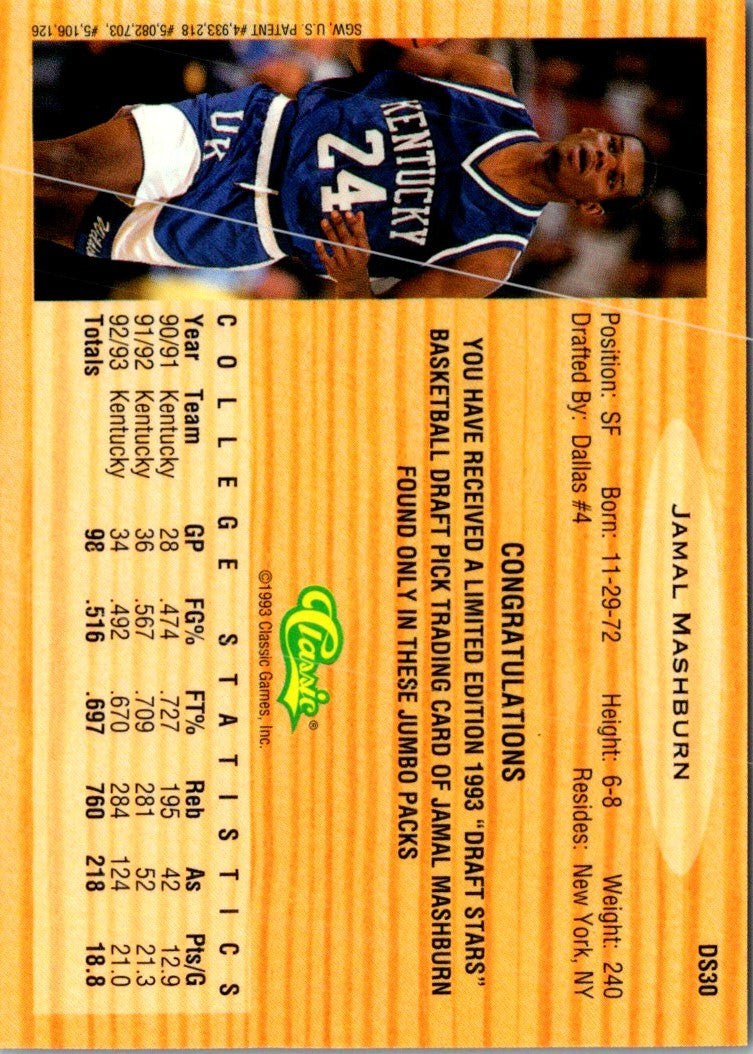 DS30
JAMAL MASHBURN
Position: SF Born: 11-29-72 Height: 6-8 Weight: 240
Drafted By: Dallas #4 Resides: New York, NY
CONGRATULATIONS
YOU HAVE RECEIVED A LIMITED EDITION 1993 "DRAFT STARS"
BASKETBALL DRAFT PICK TRADING CARD OF JAMAL MASHBURN
FOUND ONLY IN THESE JUMBO PACKS
Classic®
©1993 Classic Games, Inc.
COLLEGE STATISTICS
Year Team GP FG% FT% Reb As Pts/G
90/91 Kentucky 28 .474 .727 195 42 12.9
91/92 Kentucky 36 .567 .709 281 52 21.3
92/93 Kentucky 34 .492 .670 284 124 21.0
Totals 98 .516 .697 760 218 18.8
KENTUCKY
24
UK
SGW, U.S. PATENT #4,933,218 #5,082,703, #5,106,126